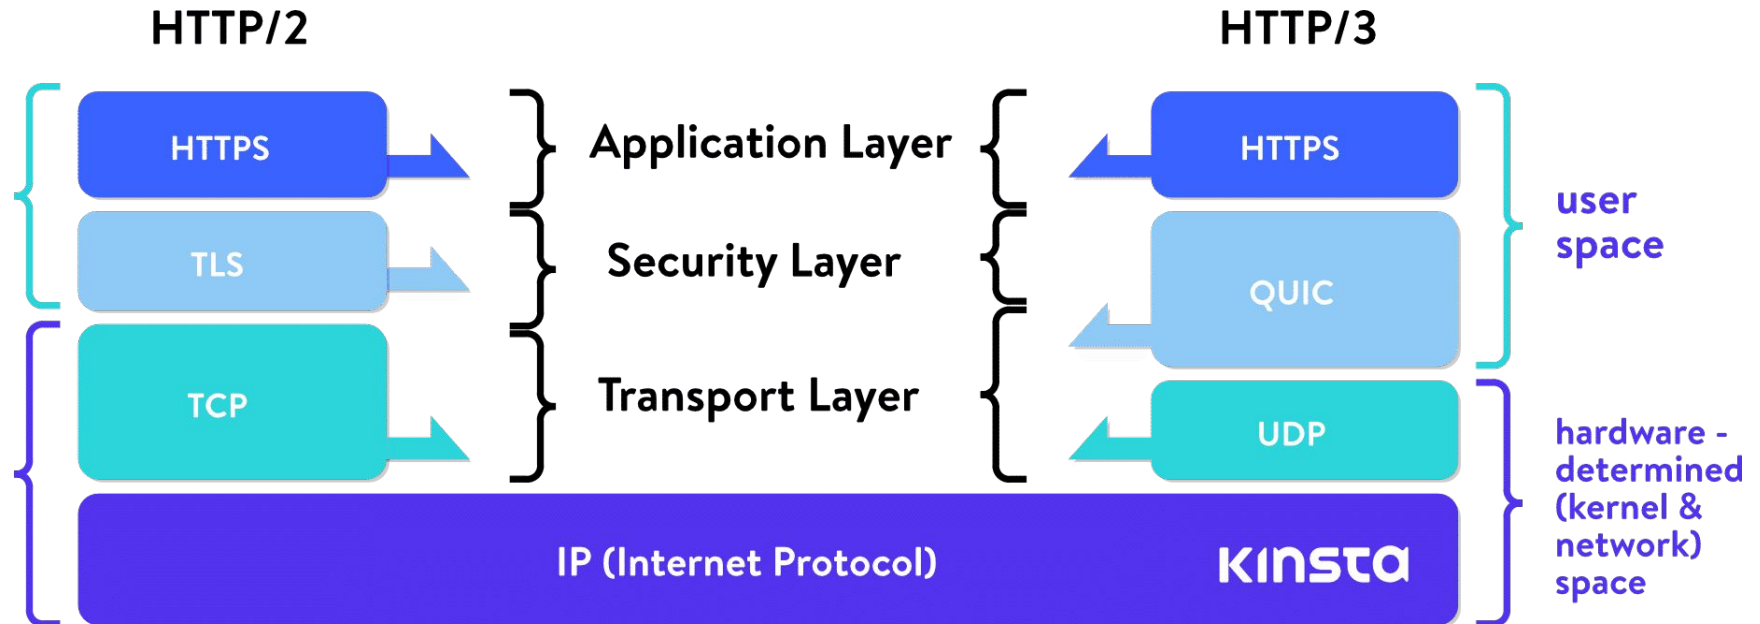 HTTP/2
HTTP/3
HTTPS
Application Layer
HTTPS
TLS
Security Layer
QUIC
user
space
TCP
Transport Layer
UDP
hardware -
determined
(kernel &
network)
space
IP (Internet Protocol)
Kinsta